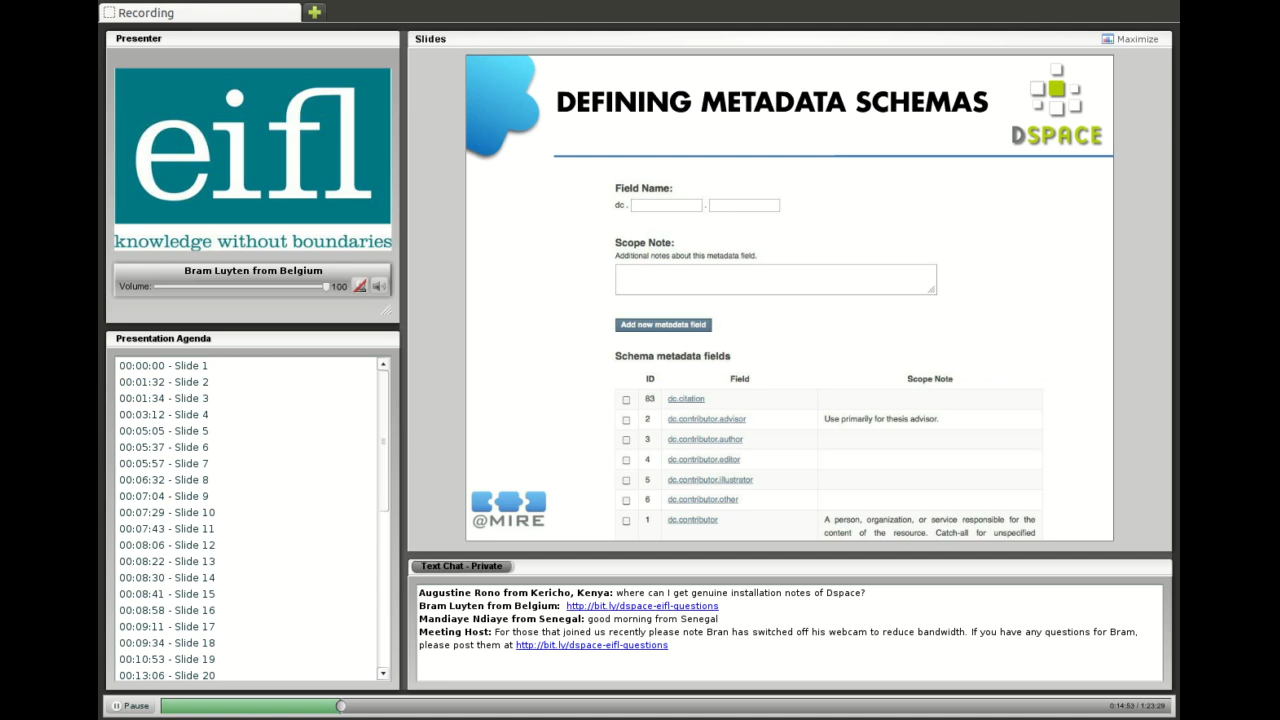 Recording
Presenter
eifl
knowledge without boundaries
Bram Luyten from Belgium
Volume: 100
Presentation Agenda
00:00:00 - Slide 1
00:01:32 - Slide 2
00:01:34 - Slide 3
00:03:12 - Slide 4
00:05:05 - Slide 5
00:05:37 - Slide 6
00:05:57 - Slide 7
00:06:32 - Slide 8
00:07:04 - Slide 9
00:07:29 - Slide 10
00:07:43 - Slide 11
00:08:06 - Slide 12
00:08:22 - Slide 13
00:08:30 - Slide 14
00:08:41 - Slide 15
00:08:58 - Slide 16
00:09:11 - Slide 17
00:09:34 - Slide 18
00:10:53 - Slide 19
00:13:06 - Slide 20
Slides
Maximize
DEFINING METADATA SCHEMAS
DSPACE
Field Name:
dc . .
Scope Note:
Additional notes about this metadata field.
Add new metadata field
Schema metadata fields
ID Field Scope Note
83 dc.citation
2 dc.contributor.advisor Use primarily for thesis advisor.
3 dc.contributor.author
4 dc.contributor.editor
5 dc.contributor.illustrator
6 dc.contributor.other
1 dc.contributor A person, organization, or service responsible for the
content of the resource. Catch-all for unspecified
@MIRE
Text Chat - Private
Augustine Rono from Kericho, Kenya: where can I get genuine installation notes of Dspace?
Bram Luyten from Belgium: http://bit.ly/dspace-eifl-questions
Mandiaye Ndiaye from Senegal: good morning from Senegal
Meeting Host: For those that joined us recently please note Bran has switched off his webcam to reduce bandwidth. If you have any questions for Bram,
please post them at http://bit.ly/dspace-eifl-questions
Pause
0:14:53 / 1:23:29